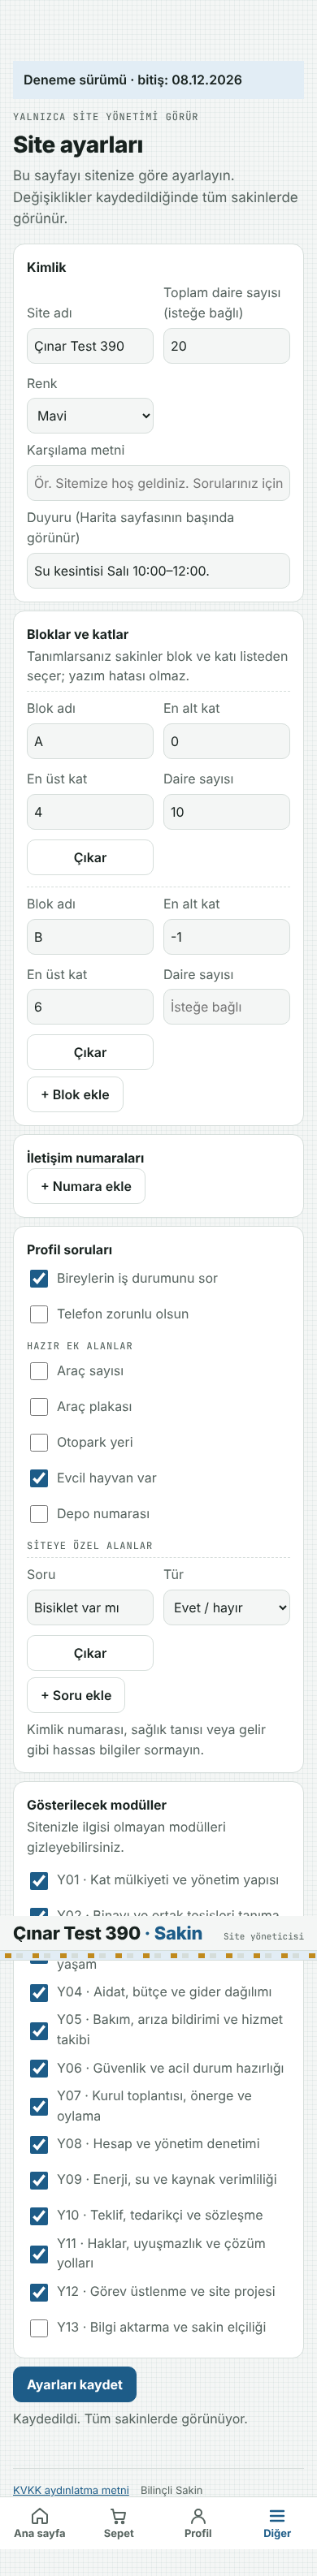 Deneme sürümü · bitiş: 08.12.2026
YALNIZCA SİTE YÖNETİMİ GÖRÜR
Site ayarları
Bu sayfayı sitenize göre ayarlayın.
Değişiklikler kaydedildiğinde tüm sakinlerde
görünür.
Kimlik
Site adı
Toplam daire sayısı
(isteğe bağlı)
Çınar Test 390
20
Renk
Mavi
Karşılama metni
Ör. Sitemize hoş geldiniz. Sorularınız için
Duyuru (Harita sayfasının başında
görünür)
Su kesintisi Salı 10:00–12:00.
Bloklar ve katlar
Tanımlarsanız sakinler blok ve katı listeden
seçer; yazım hatası olmaz.
Blok adı
En alt kat
A
0
En üst kat
Daire sayısı
4
10
Çıkar
Blok adı
En alt kat
B
-1
En üst kat
Daire sayısı
6
İsteğe bağlı
Çıkar
+ Blok ekle
İletişim numaraları
+ Numara ekle
Profil soruları
Bireylerin iş durumunu sor
Telefon zorunlu olsun
HAZIR EK ALANLAR
Araç sayısı
Araç plakası
Otopark yeri
Evcil hayvan var
Depo numarası
SİTEYE ÖZEL ALANLAR
Soru
Tür
Bisiklet var mı
Evet / hayır
Çıkar
+ Soru ekle
Kimlik numarası, sağlık tanısı veya gelir
gibi hassas bilgiler sormayın.
Gösterilecek modüller
Sitenizle ilgisi olmayan modülleri
gizleyebilirsiniz.
Y01 · Kat mülkiyeti ve yönetim yapısı
Y02 · Binayı ve ortak tesisleri tanıma
Çınar Test 390 · Sakin
Site yöneticisi
yaşam
Y04 · Aidat, bütçe ve gider dağılımı
Y05 · Bakım, arıza bildirimi ve hizmet
takibi
Y06 · Güvenlik ve acil durum hazırlığı
Y07 · Kurul toplantısı, önerge ve
oylama
Y08 · Hesap ve yönetim denetimi
Y09 · Enerji, su ve kaynak verimliliği
Y10 · Teklif, tedarikçi ve sözleşme
Y11 · Haklar, uyuşmazlık ve çözüm
yolları
Y12 · Görev üstlenme ve site projesi
Y13 · Bilgi aktarma ve sakin elçiliği
Ayarları kaydet
Kaydedildi. Tüm sakinlerde görünüyor.
KVKK aydınlatma metni
Bilinçli Sakin
Ana sayfa
Sepet
Profil
Diğer